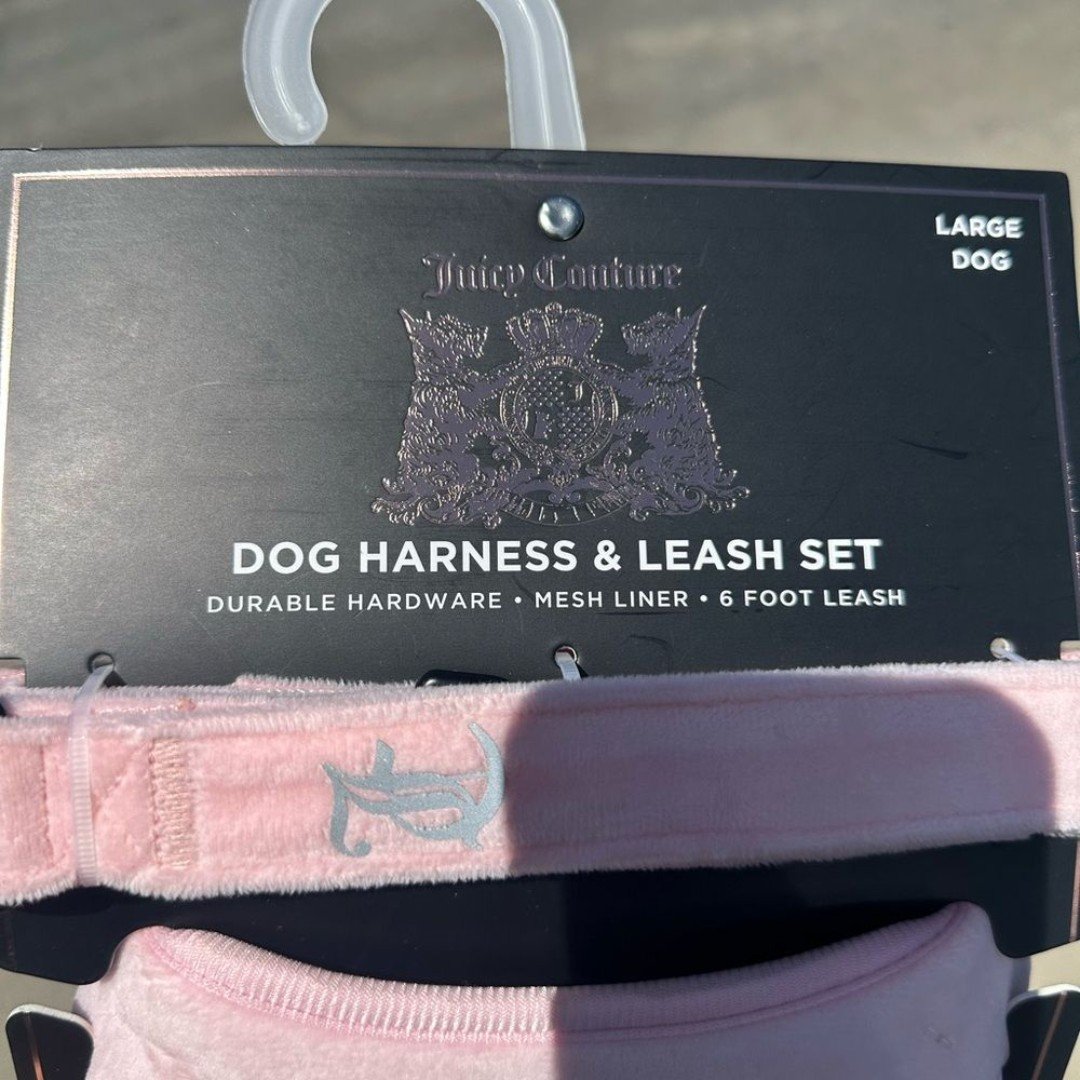 LARGE
DOG
Juicy Couture
DOG HARNESS & LEASH SET
DURABLE HARDWARE • MESH LINER • 6 FOOT LEASH